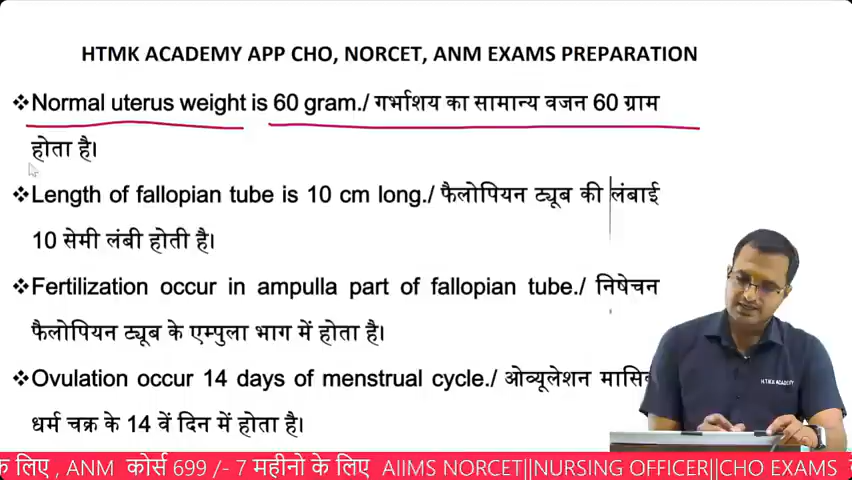 HTMK ACADEMY APP CHO, NORCET, ANM EXAMS PREPARATION
❖Normal uterus weight is 60 gram./ गर्भाशय का सामान्य वजन 60 ग्राम
होता है।
❖Length of fallopian tube is 10 cm long./ फैलोपियन ट्यूब की लंबाई
10 सेमी लंबी होती है।
❖Fertilization occur in ampulla part of fallopian tube./ निषेचन
फैलोपियन ट्यूब के एम्पुला भाग में होता है।
❖Ovulation occur 14 days of menstrual cycle./ ओव्यूलेशन
धर्म चक्र के 14 वें दिन में होता है।
HTMK ACADEMY
के लिए , ANM कोर्स 699 /- 7 महीनो के लिए AIIMS NORCET||NURSING OFFICER||CHO EXAMS